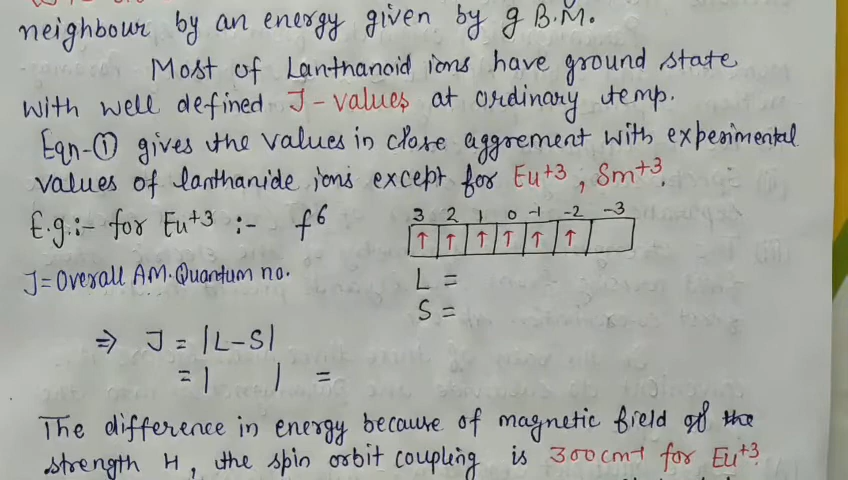 neighbour by an energy given by g B.M.
Most of Lanthanoid ions have ground state
with well defined J-values at ordinary temp.
Eqn-① gives the values in close aggrement with experimental
values of lanthanide ions except for Eu+3, Sm+3.
E.g:- for Eu+3 :- f6
3 2 1 0 -1 -2 -3
↑ ↑ ↑ ↑ ↑ ↑
J = Overall AM. Quantum no.
L =
S =
⇒ J = |L-S|
= | | =
The difference in energy because of magnetic field of the
strength H, the spin orbit coupling is 300cm-1 for Eu+3